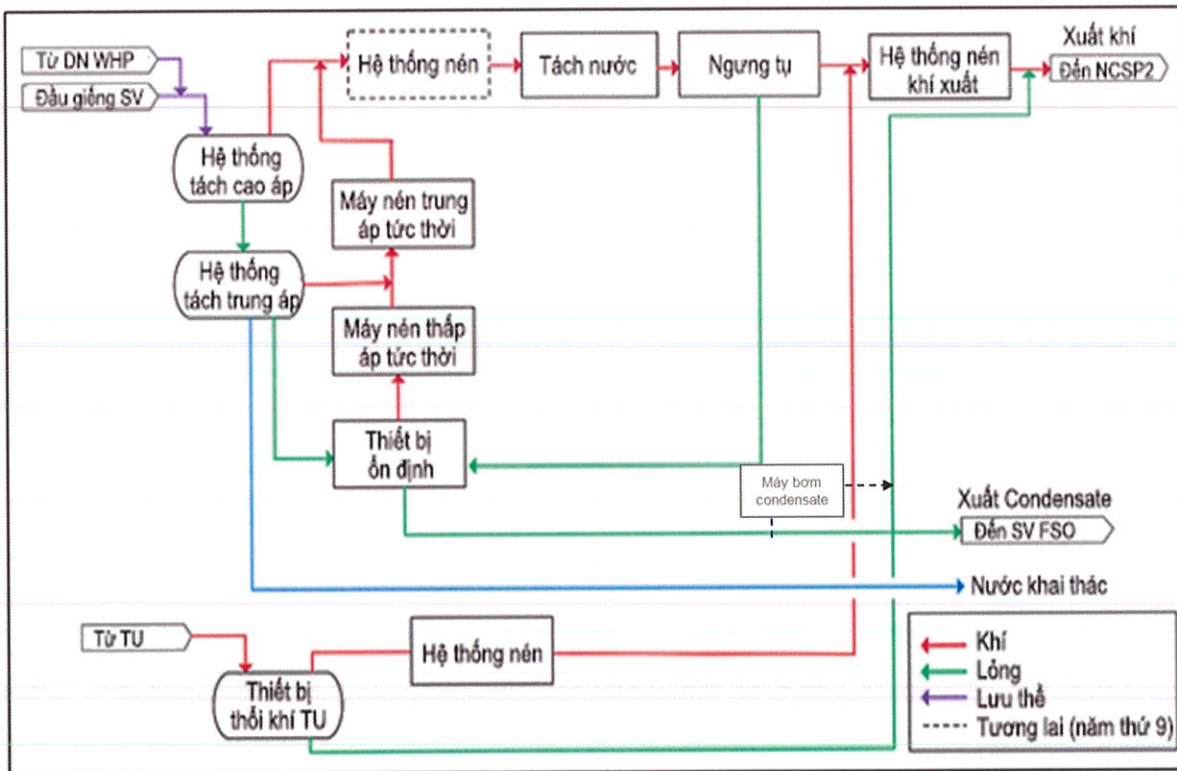 Từ DN WHP
Đầu giếng SV
Hệ thống nén
Tách nước
Ngưng tụ
Hệ thống nén
khí xuất
Xuất khí
Đến NCSP2
Hệ thống
tách cao áp
Máy nén trung
áp tức thời
Hệ thống
tách trung áp
Máy nén thấp
áp tức thời
Thiết bị
ổn định
Máy bơm
condensate
Xuất Condensate
Đến SV FSO
Nước khai thác
Từ TU
Hệ thống nén
Thiết bị
thổi khí TU
Khí
Lỏng
Lưu thể
Tương lai (năm thứ 9)